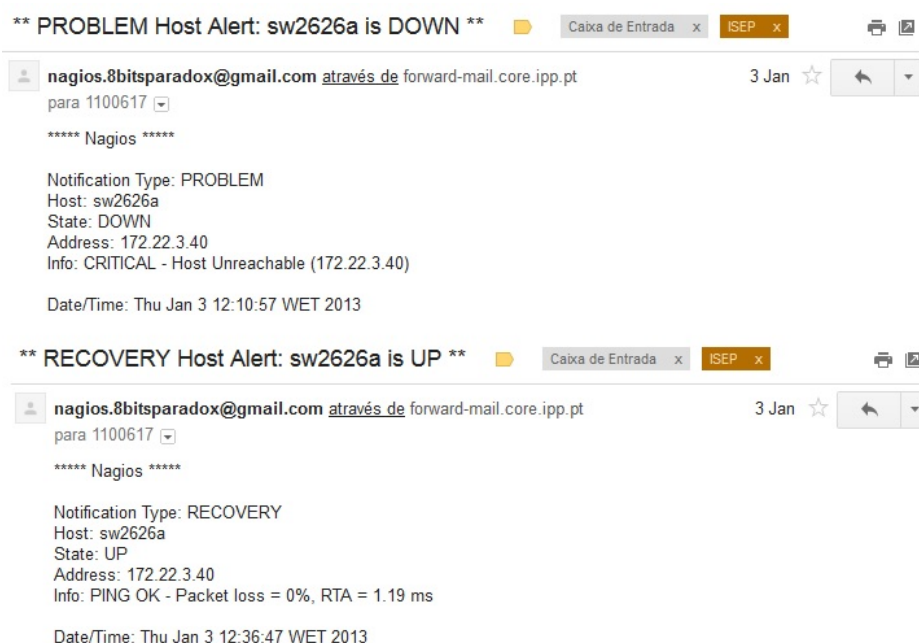 ** PROBLEM Host Alert: sw2626a is DOWN ** Caixa de Entrada x ISEP x
nagios.8bitsparadox@gmail.com através de forward-mail.core.ipp.pt 3 Jan
para 1100617
***** Nagios *****
Notification Type: PROBLEM
Host: sw2626a
State: DOWN
Address: 172.22.3.40
Info: CRITICAL - Host Unreachable (172.22.3.40)
Date/Time: Thu Jan 3 12:10:57 WET 2013
** RECOVERY Host Alert: sw2626a is UP ** Caixa de Entrada x ISEP x
nagios.8bitsparadox@gmail.com através de forward-mail.core.ipp.pt 3 Jan
para 1100617
***** Nagios *****
Notification Type: RECOVERY
Host: sw2626a
State: UP
Address: 172.22.3.40
Info: PING OK - Packet loss = 0%, RTA = 1.19 ms
Date/Time: Thu Jan 3 12:36:47 WET 2013